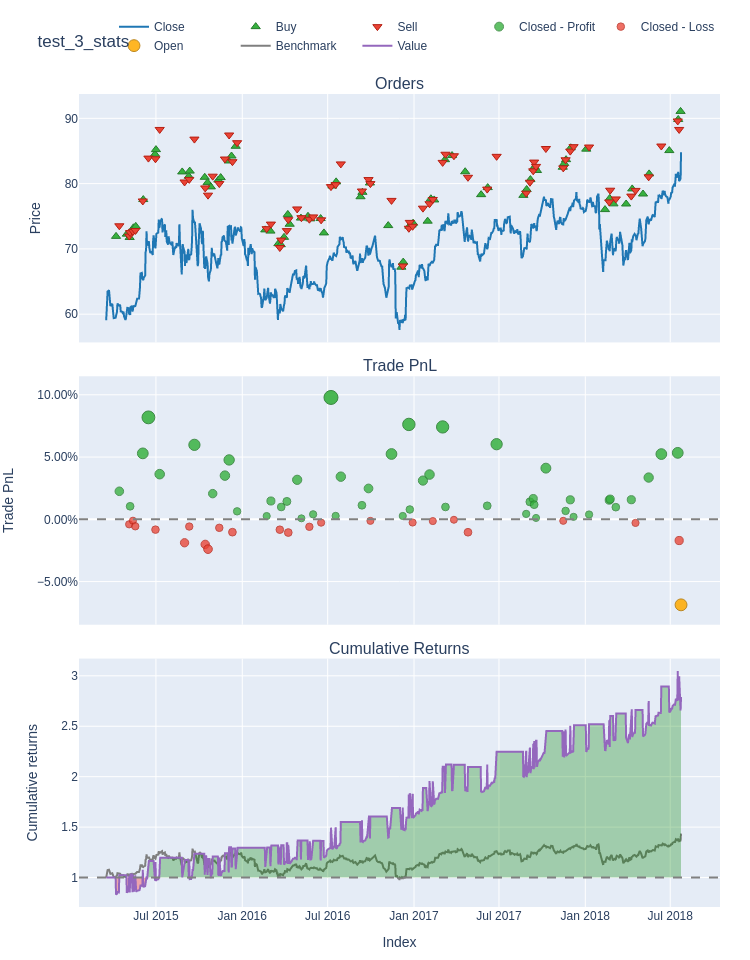 test_3_stats
Close
Buy
Sell
Closed - Profit
Closed - Loss
Open
Benchmark
Value
Orders
90
80
70
60
Price
Trade PnL
10.00%
5.00%
0.00%
−5.00%
Trade PnL
Cumulative Returns
3
2.5
2
1.5
1
Cumulative returns
Jul 2015
Jan 2016
Jul 2016
Jan 2017
Jul 2017
Jan 2018
Jul 2018
Index